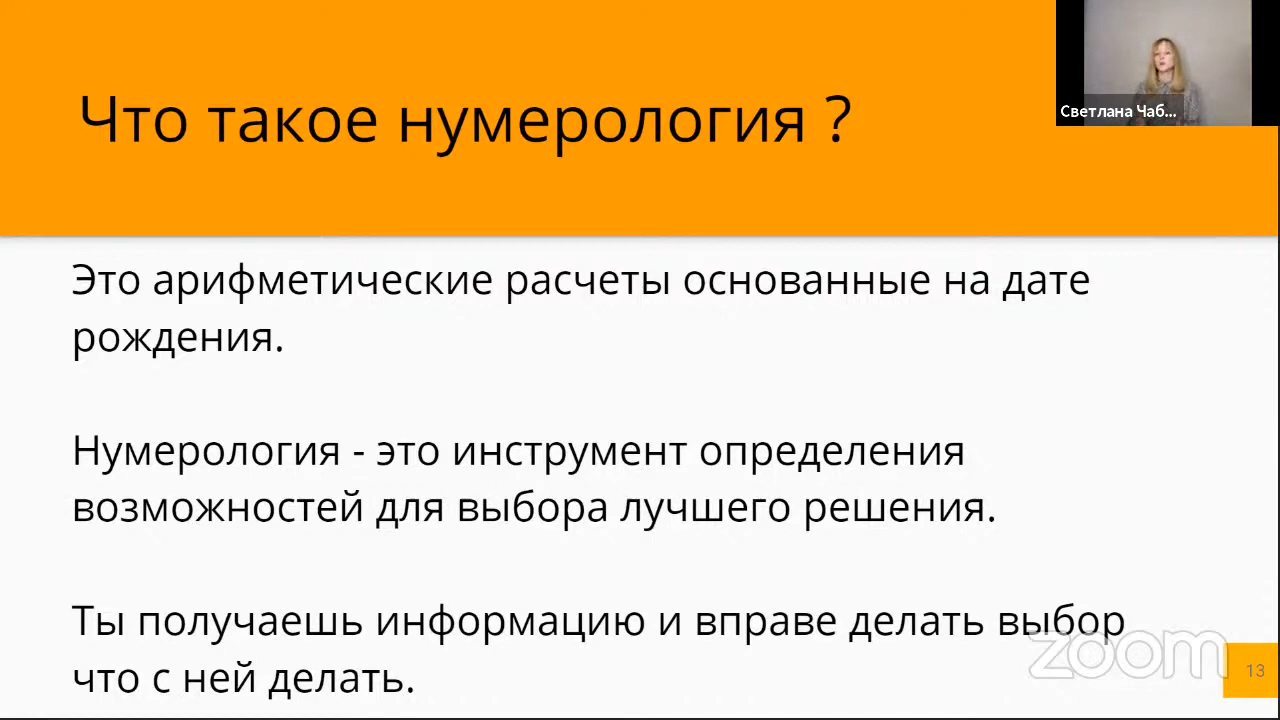 Что такое нумерология ?
Светлана Чаб...
Это арифметические расчеты основанные на дате
рождения.
Нумерология - это инструмент определения
возможностей для выбора лучшего решения.
Ты получаешь информацию и вправе делать выбор
что с ней делать.
zoom
13